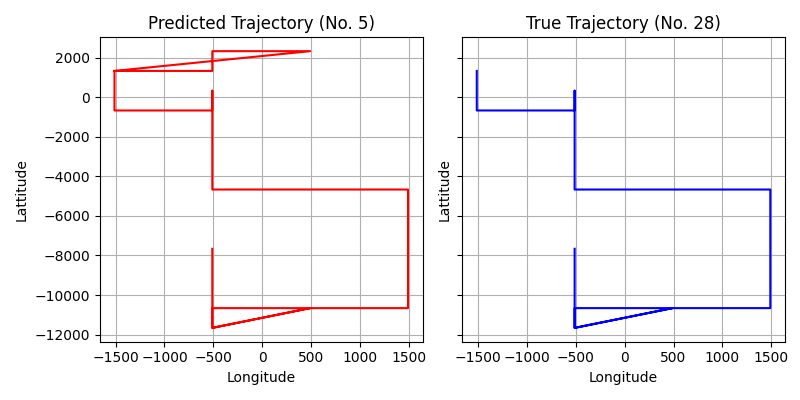 Predicted Trajectory (No. 5)
True Trajectory (No. 28)
2000
0
−2000
−4000
−6000
−8000
−10000
−12000
Lattitude
Lattitude
−1500 −1000 −500 0 500 1000 1500
−1500 −1000 −500 0 500 1000 1500
Longitude
Longitude